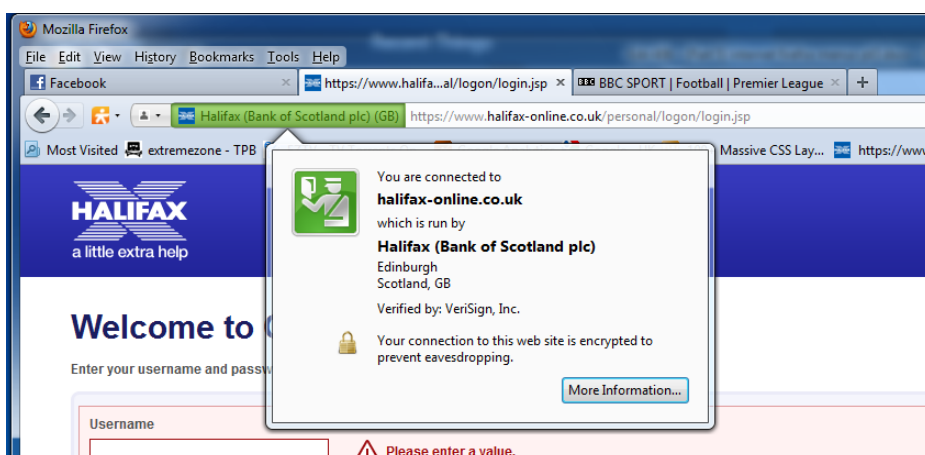 Mozilla Firefox
File Edit View History Bookmarks Tools Help
Facebook × https://www.halifa...al/logon/login.jsp × BBC SPORT | Football | Premier League × +
Halifax (Bank of Scotland plc) (GB) https://www.halifax-online.co.uk/personal/logon/login.jsp
Most Visited extremezone - TPB Massive CSS Lay... https://www
HALIFAX
a little extra help
You are connected to
halifax-online.co.uk
which is run by
Halifax (Bank of Scotland plc)
Edinburgh
Scotland, GB
Verified by: VeriSign, Inc.
Your connection to this web site is encrypted to
prevent eavesdropping.
More Information...
Welcome to
Enter your username and passw
Username
Please enter a value.